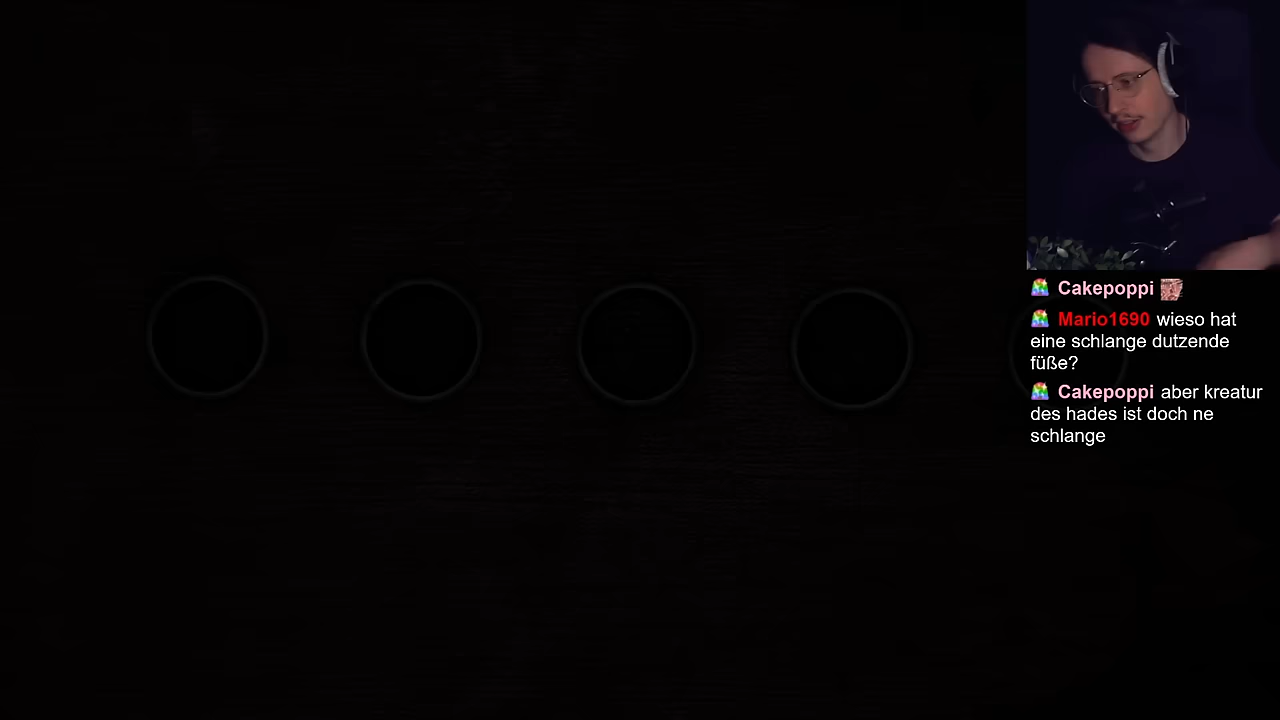 Cakepoppi
Mario1690 wieso hat
eine schlange dutzende
füße?
Cakepoppi aber kreatur
des hades ist doch ne
schlange